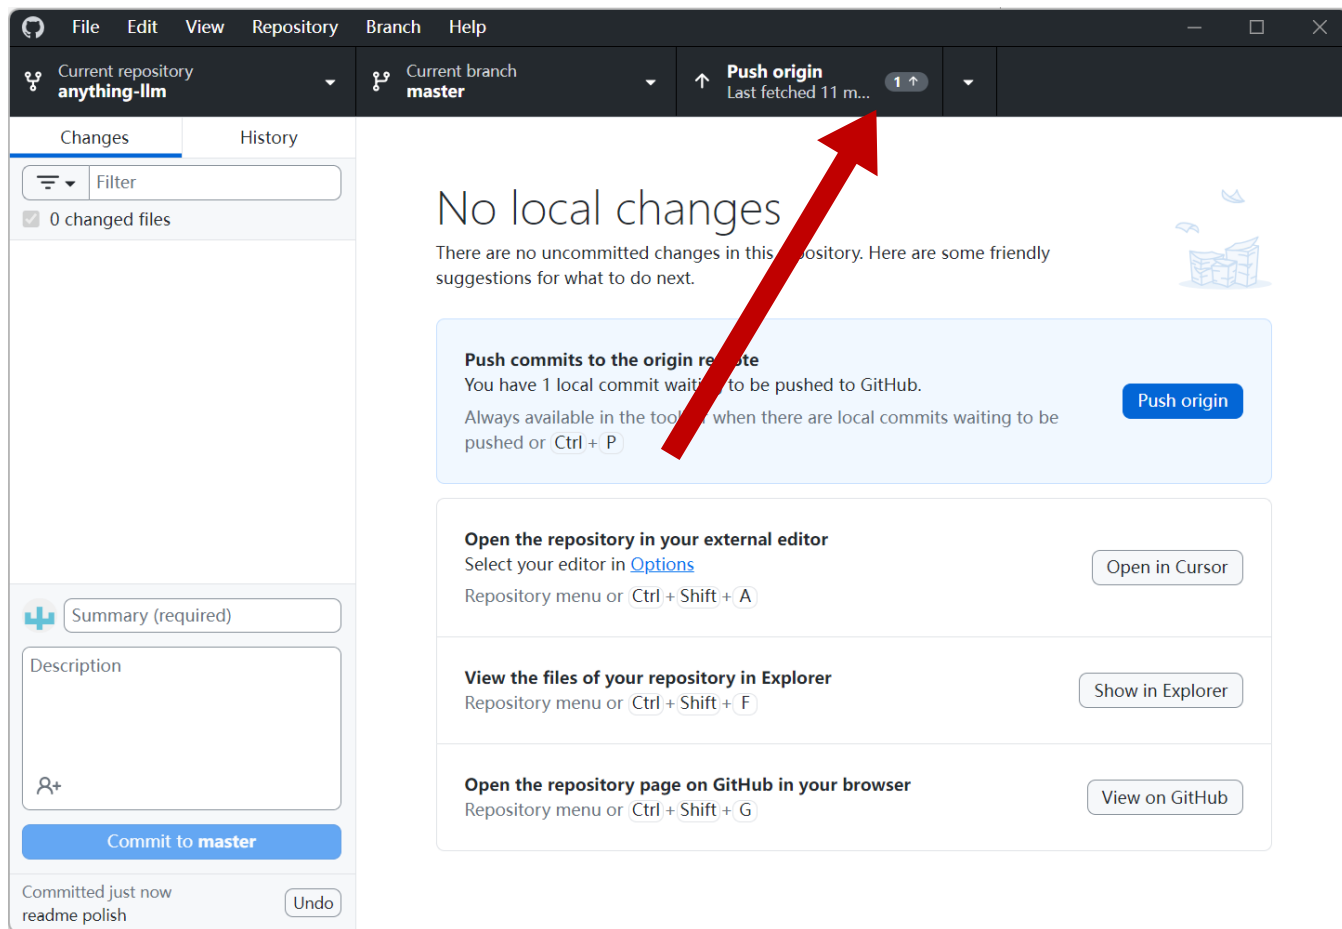 File Edit View Repository Branch Help
Current repository
anything-llm
Current branch
master
Push origin
Last fetched 11 m...
1
Changes History
Filter
0 changed files
No local changes
There are no uncommitted changes in this repository. Here are some friendly
suggestions for what to do next.
Push commits to the origin remote
You have 1 local commit waiting to be pushed to GitHub.
Always available in the toolbar when there are local commits waiting to be
pushed or Ctrl + P
Push origin
Open the repository in your external editor
Select your editor in Options
Repository menu or Ctrl + Shift + A
Open in Cursor
View the files of your repository in Explorer
Repository menu or Ctrl + Shift + F
Show in Explorer
Open the repository page on GitHub in your browser
Repository menu or Ctrl + Shift + G
View on GitHub
Summary (required)
Description
Commit to master
Committed just now
readme polish
Undo